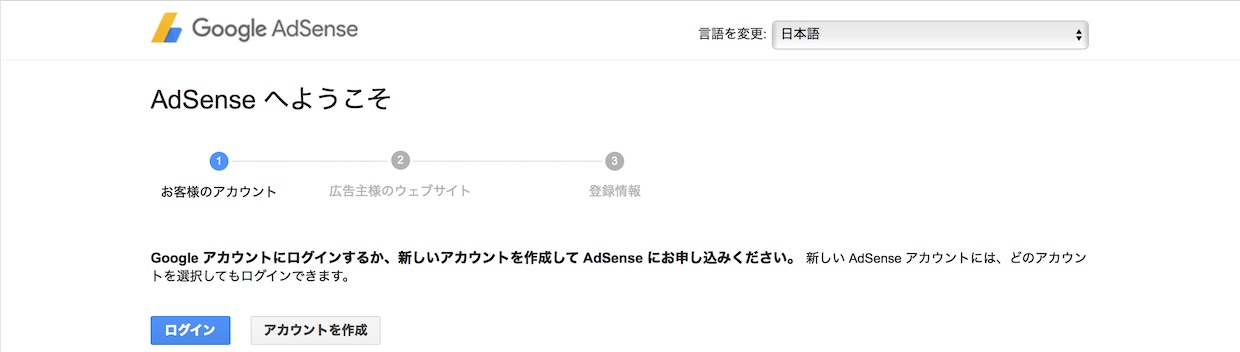 Google AdSense
言語を変更: 日本語
AdSense へようこそ
1 2 3
お客様のアカウント 広告主様のウェブサイト 登録情報
Google アカウントにログインするか、新しいアカウントを作成して AdSense にお申し込みください。 新しい AdSense アカウントには、どのアカウン
トを選択してもログインできます。
ログイン アカウントを作成